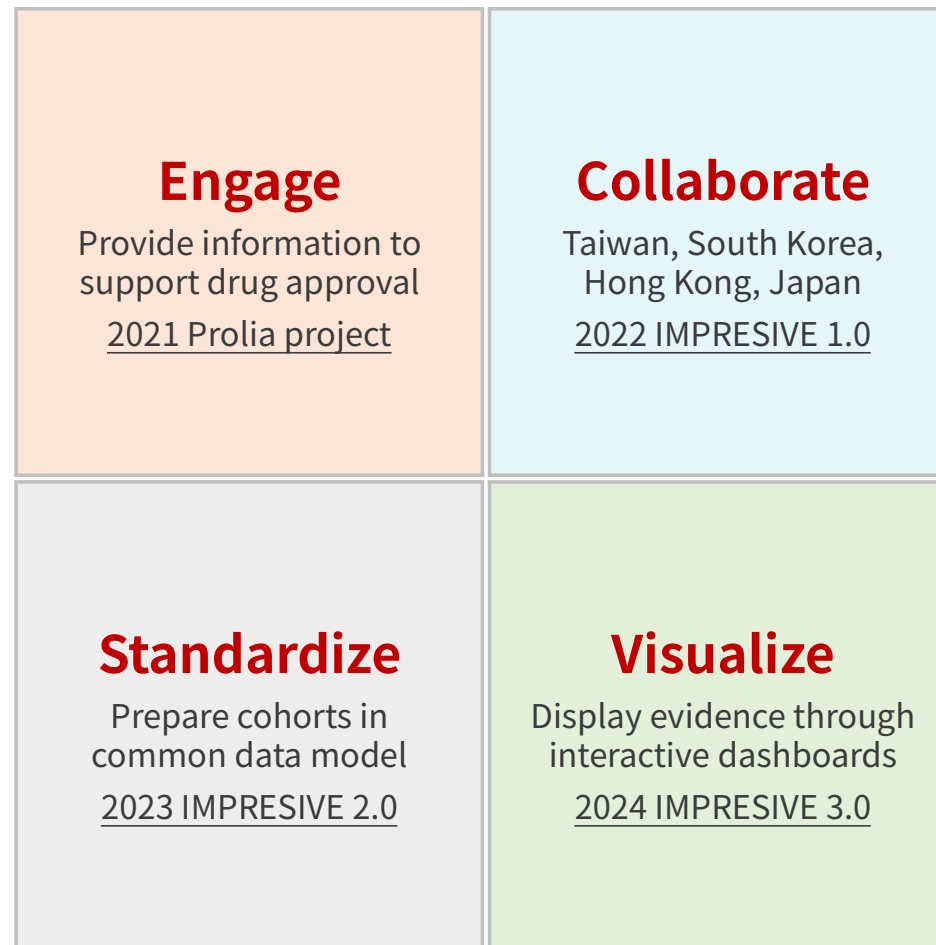 Engage
Provide information to
support drug approval
2021 Prolia project
Collaborate
Taiwan, South Korea,
Hong Kong, Japan
2022 IMPRESIVE 1.0
Standardize
Prepare cohorts in
common data model
2023 IMPRESIVE 2.0
Visualize
Display evidence through
interactive dashboards
2024 IMPRESIVE 3.0